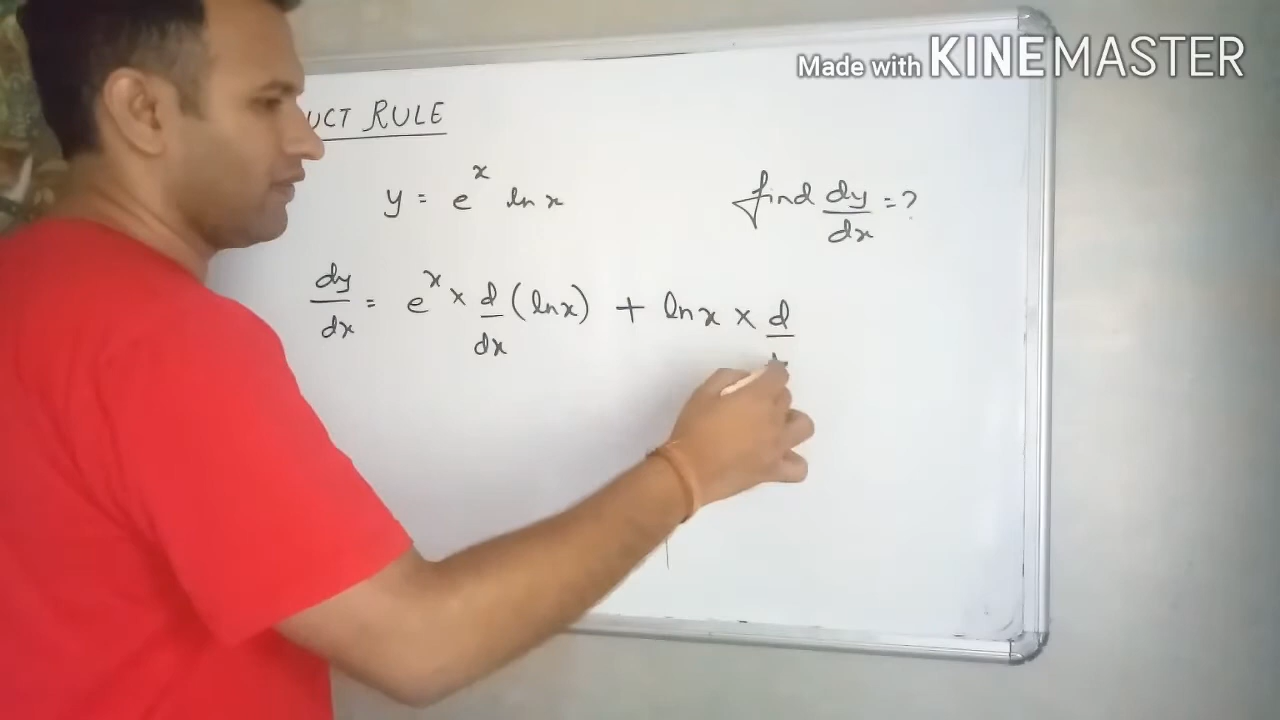 Made with KINEMASTER
UCT RULE
y = e^x ln x find dy/dx = ?
dy/dx = e^x × d/dx (ln x) + ln x × d